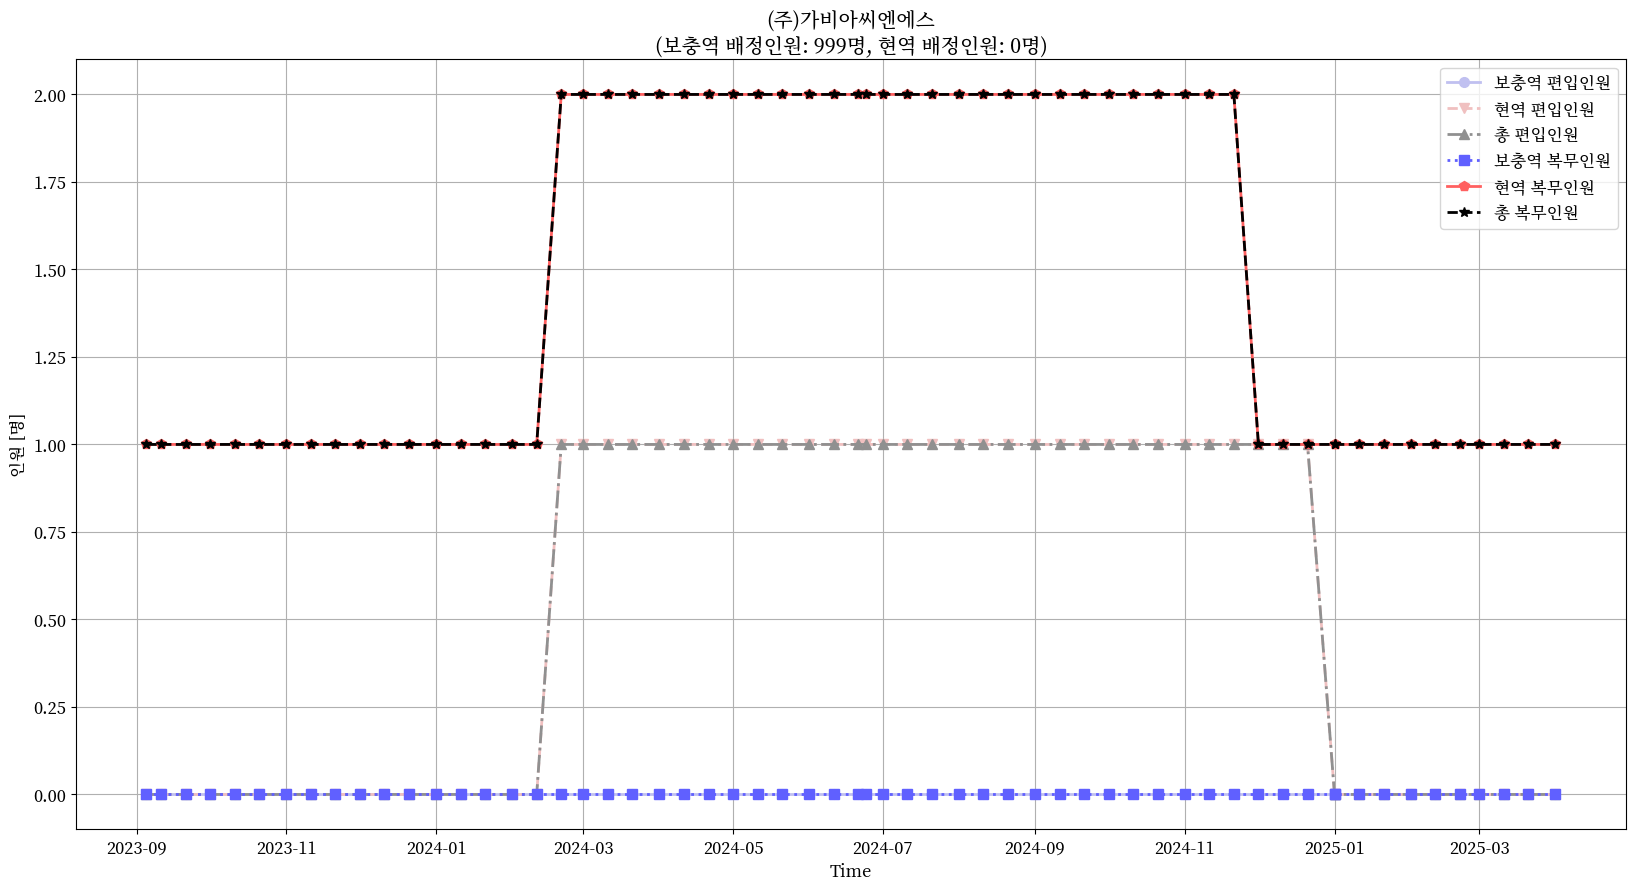 (주)가비아씨엔에스
(보충역 배정인원: 999명, 현역 배정인원: 0명)
보충역 편입인원
현역 편입인원
총 편입인원
보충역 복무인원
현역 복무인원
총 복무인원
인원 [명]
2.00
1.75
1.50
1.25
1.00
0.75
0.50
0.25
0.00
2023-09 2023-11 2024-01 2024-03 2024-05 2024-07 2024-09 2024-11 2025-01 2025-03
Time